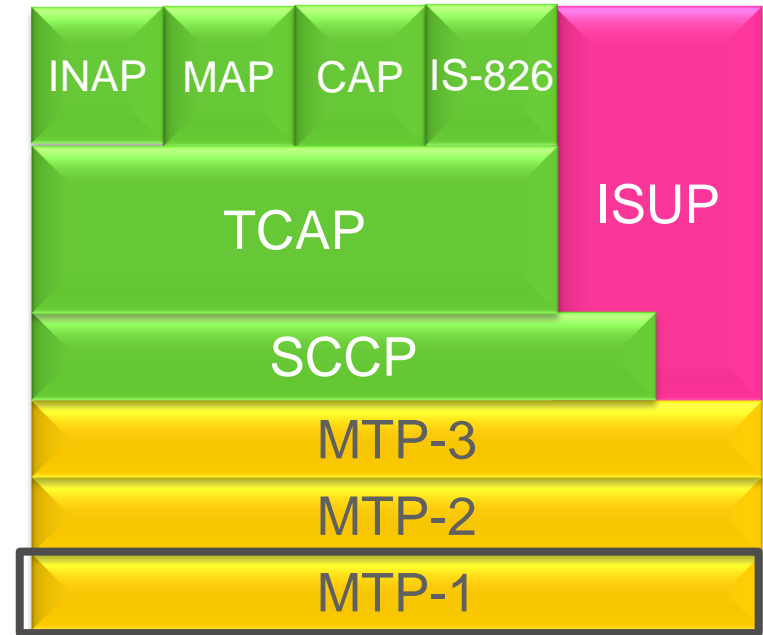 INAP MAP CAP IS-826
ISUP
TCAP
SCCP
MTP-3
MTP-2
MTP-1